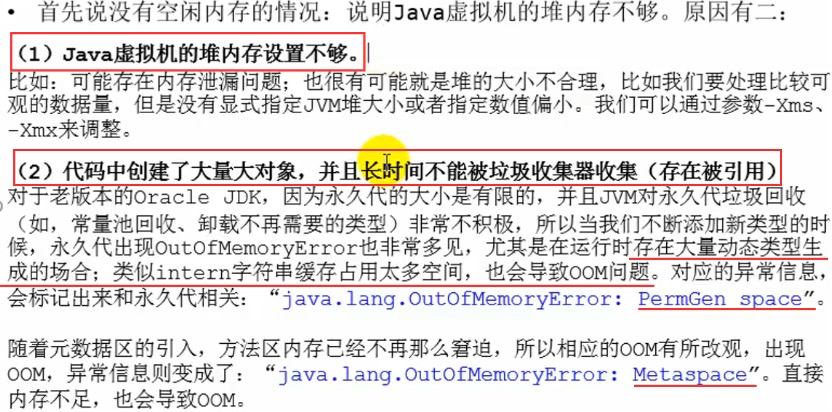 • 首先说没有空闲内存的情况：说明Java虚拟机的堆内存不够。原因有二：
（1）Java虚拟机的堆内存设置不够。
比如：可能存在内存泄漏问题；也很有可能就是堆的大小不合理，比如我们要处理比较可
观的数据量，但是没有显式指定JVM堆大小或者指定数值偏小。我们可以通过参数-Xms、
-Xmx来调整。
（2）代码中创建了大量大对象，并且长时间不能被垃圾收集器收集（存在被引用）
对于老版本的Oracle JDK，因为永久代的大小是有限的，并且JVM对永久代垃圾回收
（如，常量池回收、卸载不再需要的类型）非常不积极，所以当我们不断添加新类型的时
候，永久代出现OutOfMemoryError也非常多见，尤其是在运行时存在大量动态类型生
成的场合；类似intern字符串缓存占用太多空间，也会导致OOM问题。对应的异常信息，
会标记出来和永久代相关：“java.lang.OutOfMemoryError: PermGen space”。
随着元数据区的引入，方法区内存已经不再那么窘迫，所以相应的OOM有所改观，出现
OOM，异常信息则变成了：“java.lang.OutOfMemoryError: Metaspace”。直接
内存不足，也会导致OOM。